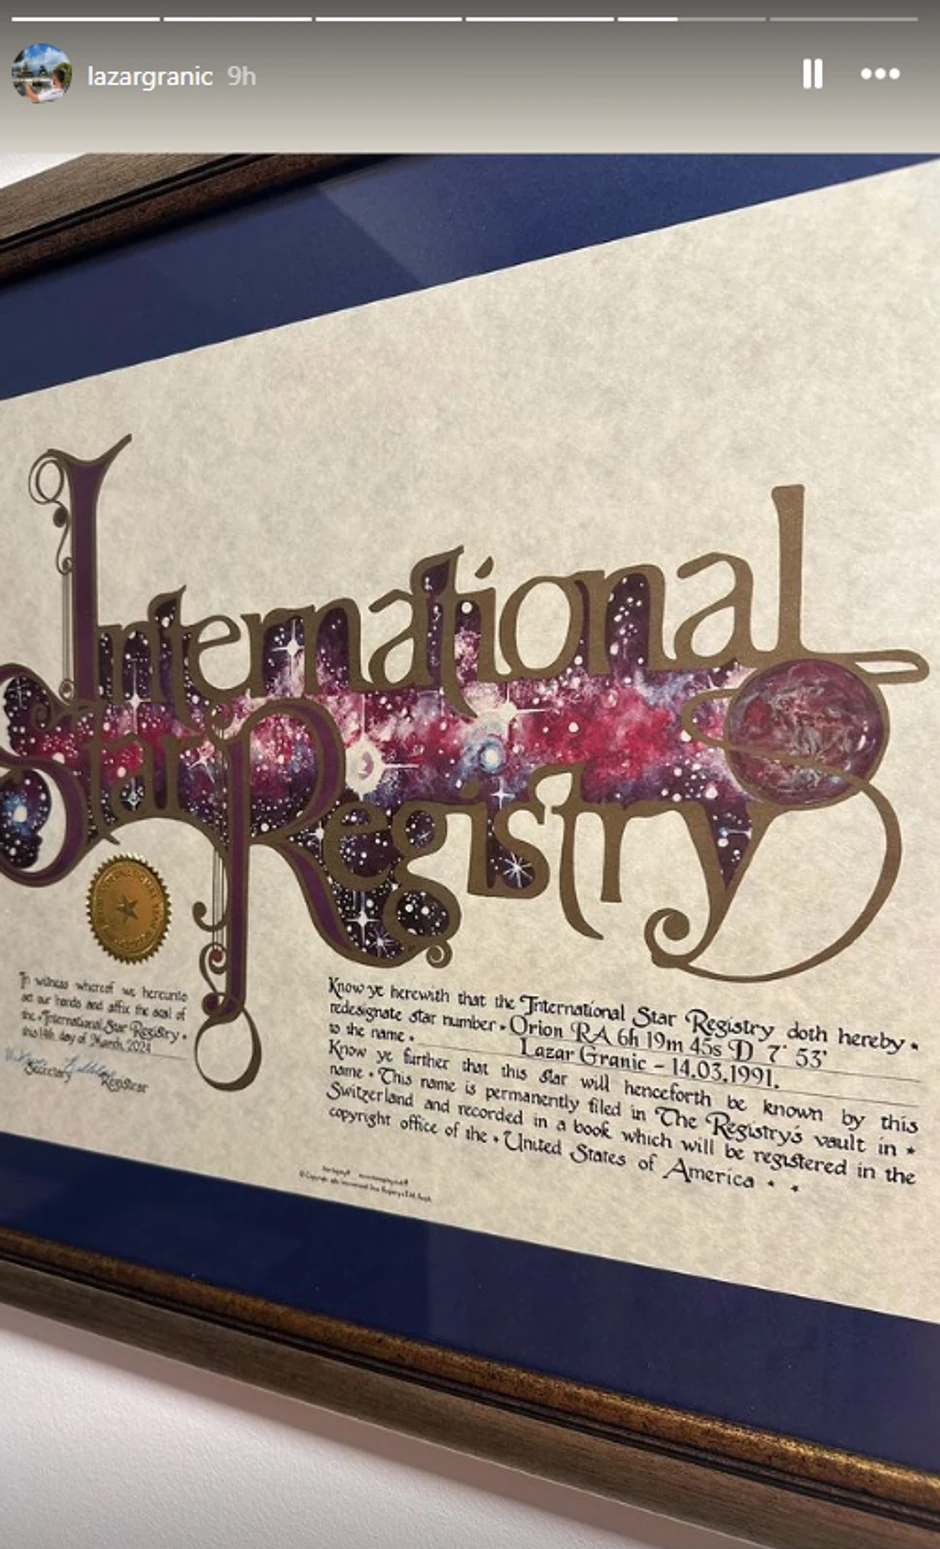 lazargranic 9h
International
Star Registry
In witness whereof we hereunto
set our hands and affix the seal of
the • International Star Registry •
this 14th day of March, 2024
Secretary Registrar
Know ye herewith that the International Star Registry doth hereby •
redesignate star number • Orion RA 6h 19m 45s D 7° 53'
to the name • Lazar Granic - 14.03.1991.
Know ye further that this star will henceforth be known by this
name • This name is permanently filed in The Registry's vault in •
Switzerland and recorded in a book which will be registered in the
copyright office of the • United States of America • •